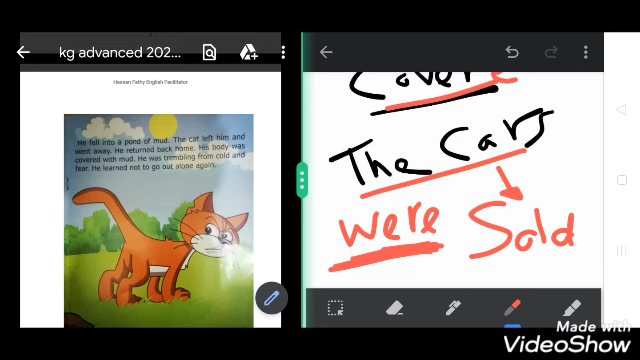 kg advanced 202...
Hassan Fathy English Facilitator
He fell into a pond of mud. The cat left him and
went away. He returned back home. His body was
covered with mud. He was trembling from cold and
fear. He learned not to go out alone again.
Covere
The Cars
were Sold
Made with
VideoShow